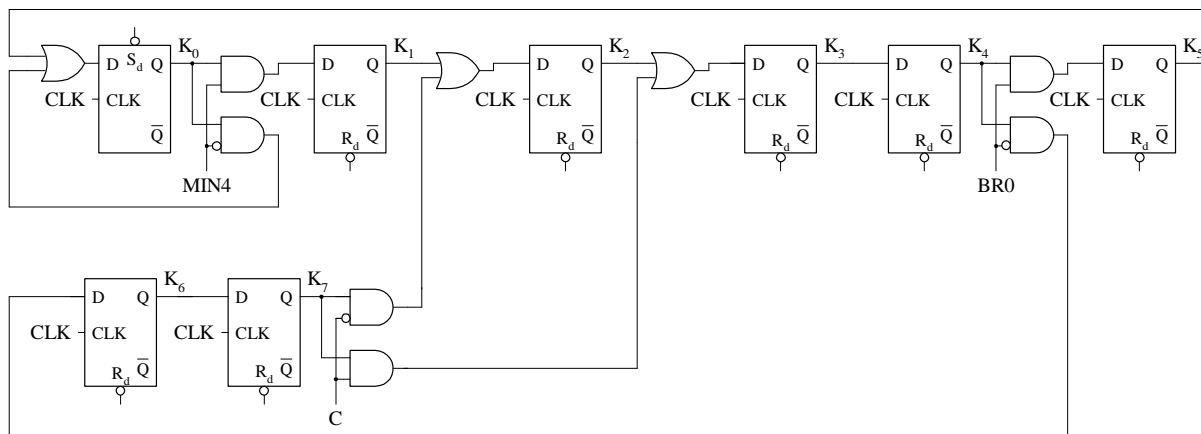 K0 K1 K2 K3 K4 K5
D Sd Q D Q D Q D Q D Q D Q
CLK CLK CLK CLK CLK CLK CLK CLK CLK CLK CLK CLK
Q̅ Rd Q̅ Rd Q̅ Rd Q̅ Rd Q̅ Rd Q̅
MIN4 BR0
K6 K7
D Q D Q
CLK CLK CLK CLK
Rd Q̅ Rd Q̅
C